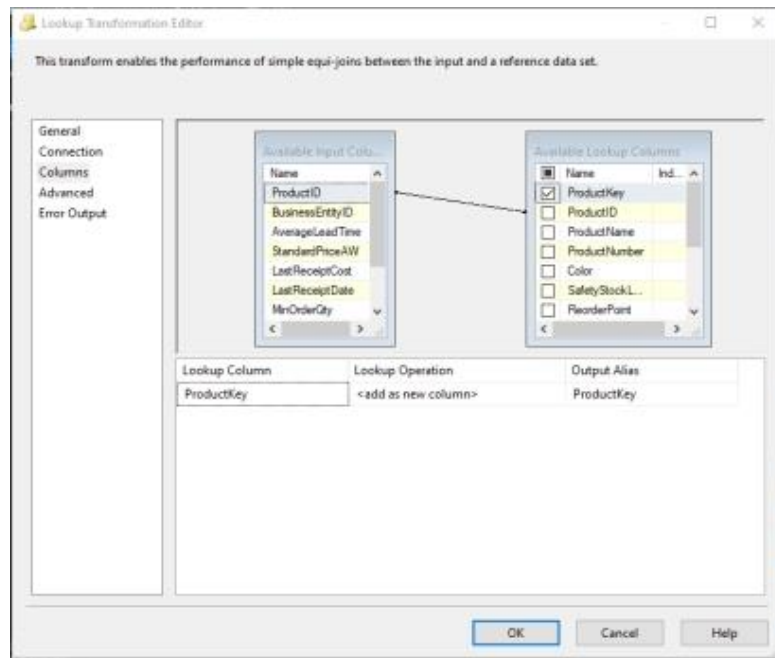 Lookup Transformation Editor
This transform enables the performance of simple equi-joins between the input and a reference data set.
General
Connection
Columns
Advanced
Error Output
Available Input Colu...
Name
ProductID
BusinessEntityID
AverageLeadTime
StandardPriceAW
LastReceiptCost
LastReceiptDate
MinOrderQty
Available Lookup Columns
Name Ind...
ProductKey
ProductID
ProductName
ProductNumber
Color
SafetyStockL...
ReorderPoint
Lookup Column Lookup Operation Output Alias
ProductKey <add as new column> ProductKey
OK Cancel Help